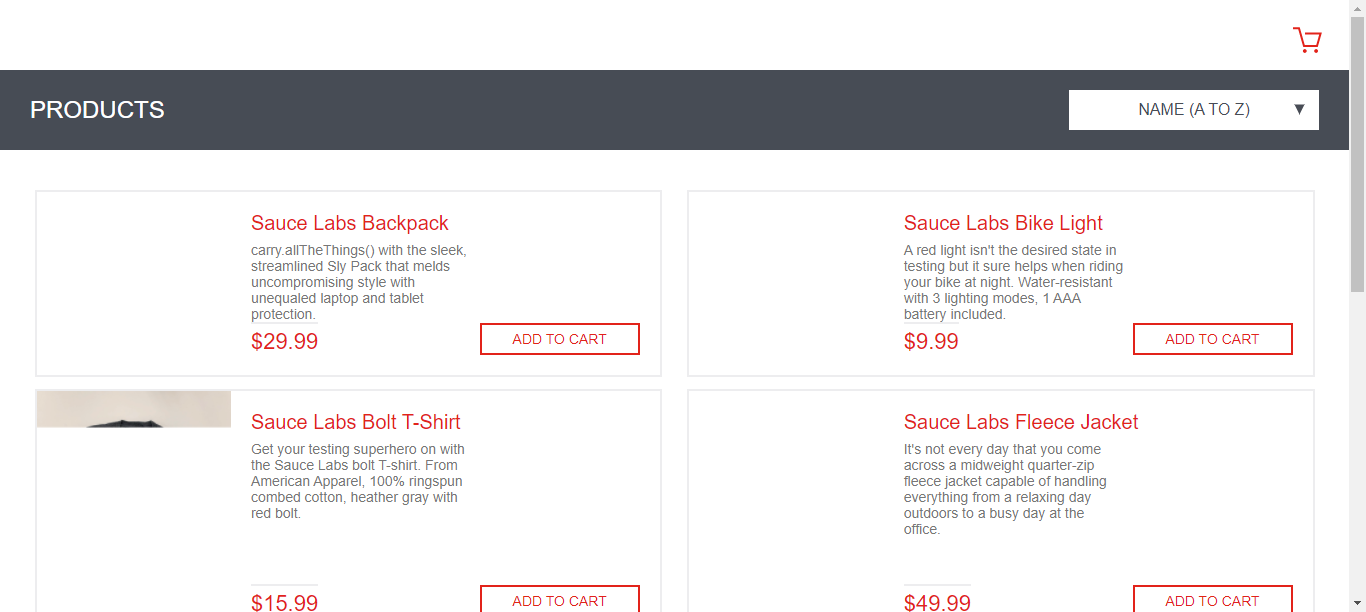 PRODUCTS
NAME (A TO Z) ▼
Sauce Labs Backpack
carry.allTheThings() with the sleek,
streamlined Sly Pack that melds
uncompromising style with
unequaled laptop and tablet
protection.
$29.99
ADD TO CART
Sauce Labs Bike Light
A red light isn't the desired state in
testing but it sure helps when riding
your bike at night. Water-resistant
with 3 lighting modes, 1 AAA
battery included.
$9.99
ADD TO CART
Sauce Labs Bolt T-Shirt
Get your testing superhero on with
the Sauce Labs bolt T-shirt. From
American Apparel, 100% ringspun
combed cotton, heather gray with
red bolt.
$15.99
ADD TO CART
Sauce Labs Fleece Jacket
It's not every day that you come
across a midweight quarter-zip
fleece jacket capable of handling
everything from a relaxing day
outdoors to a busy day at the
office.
$49.99
ADD TO CART